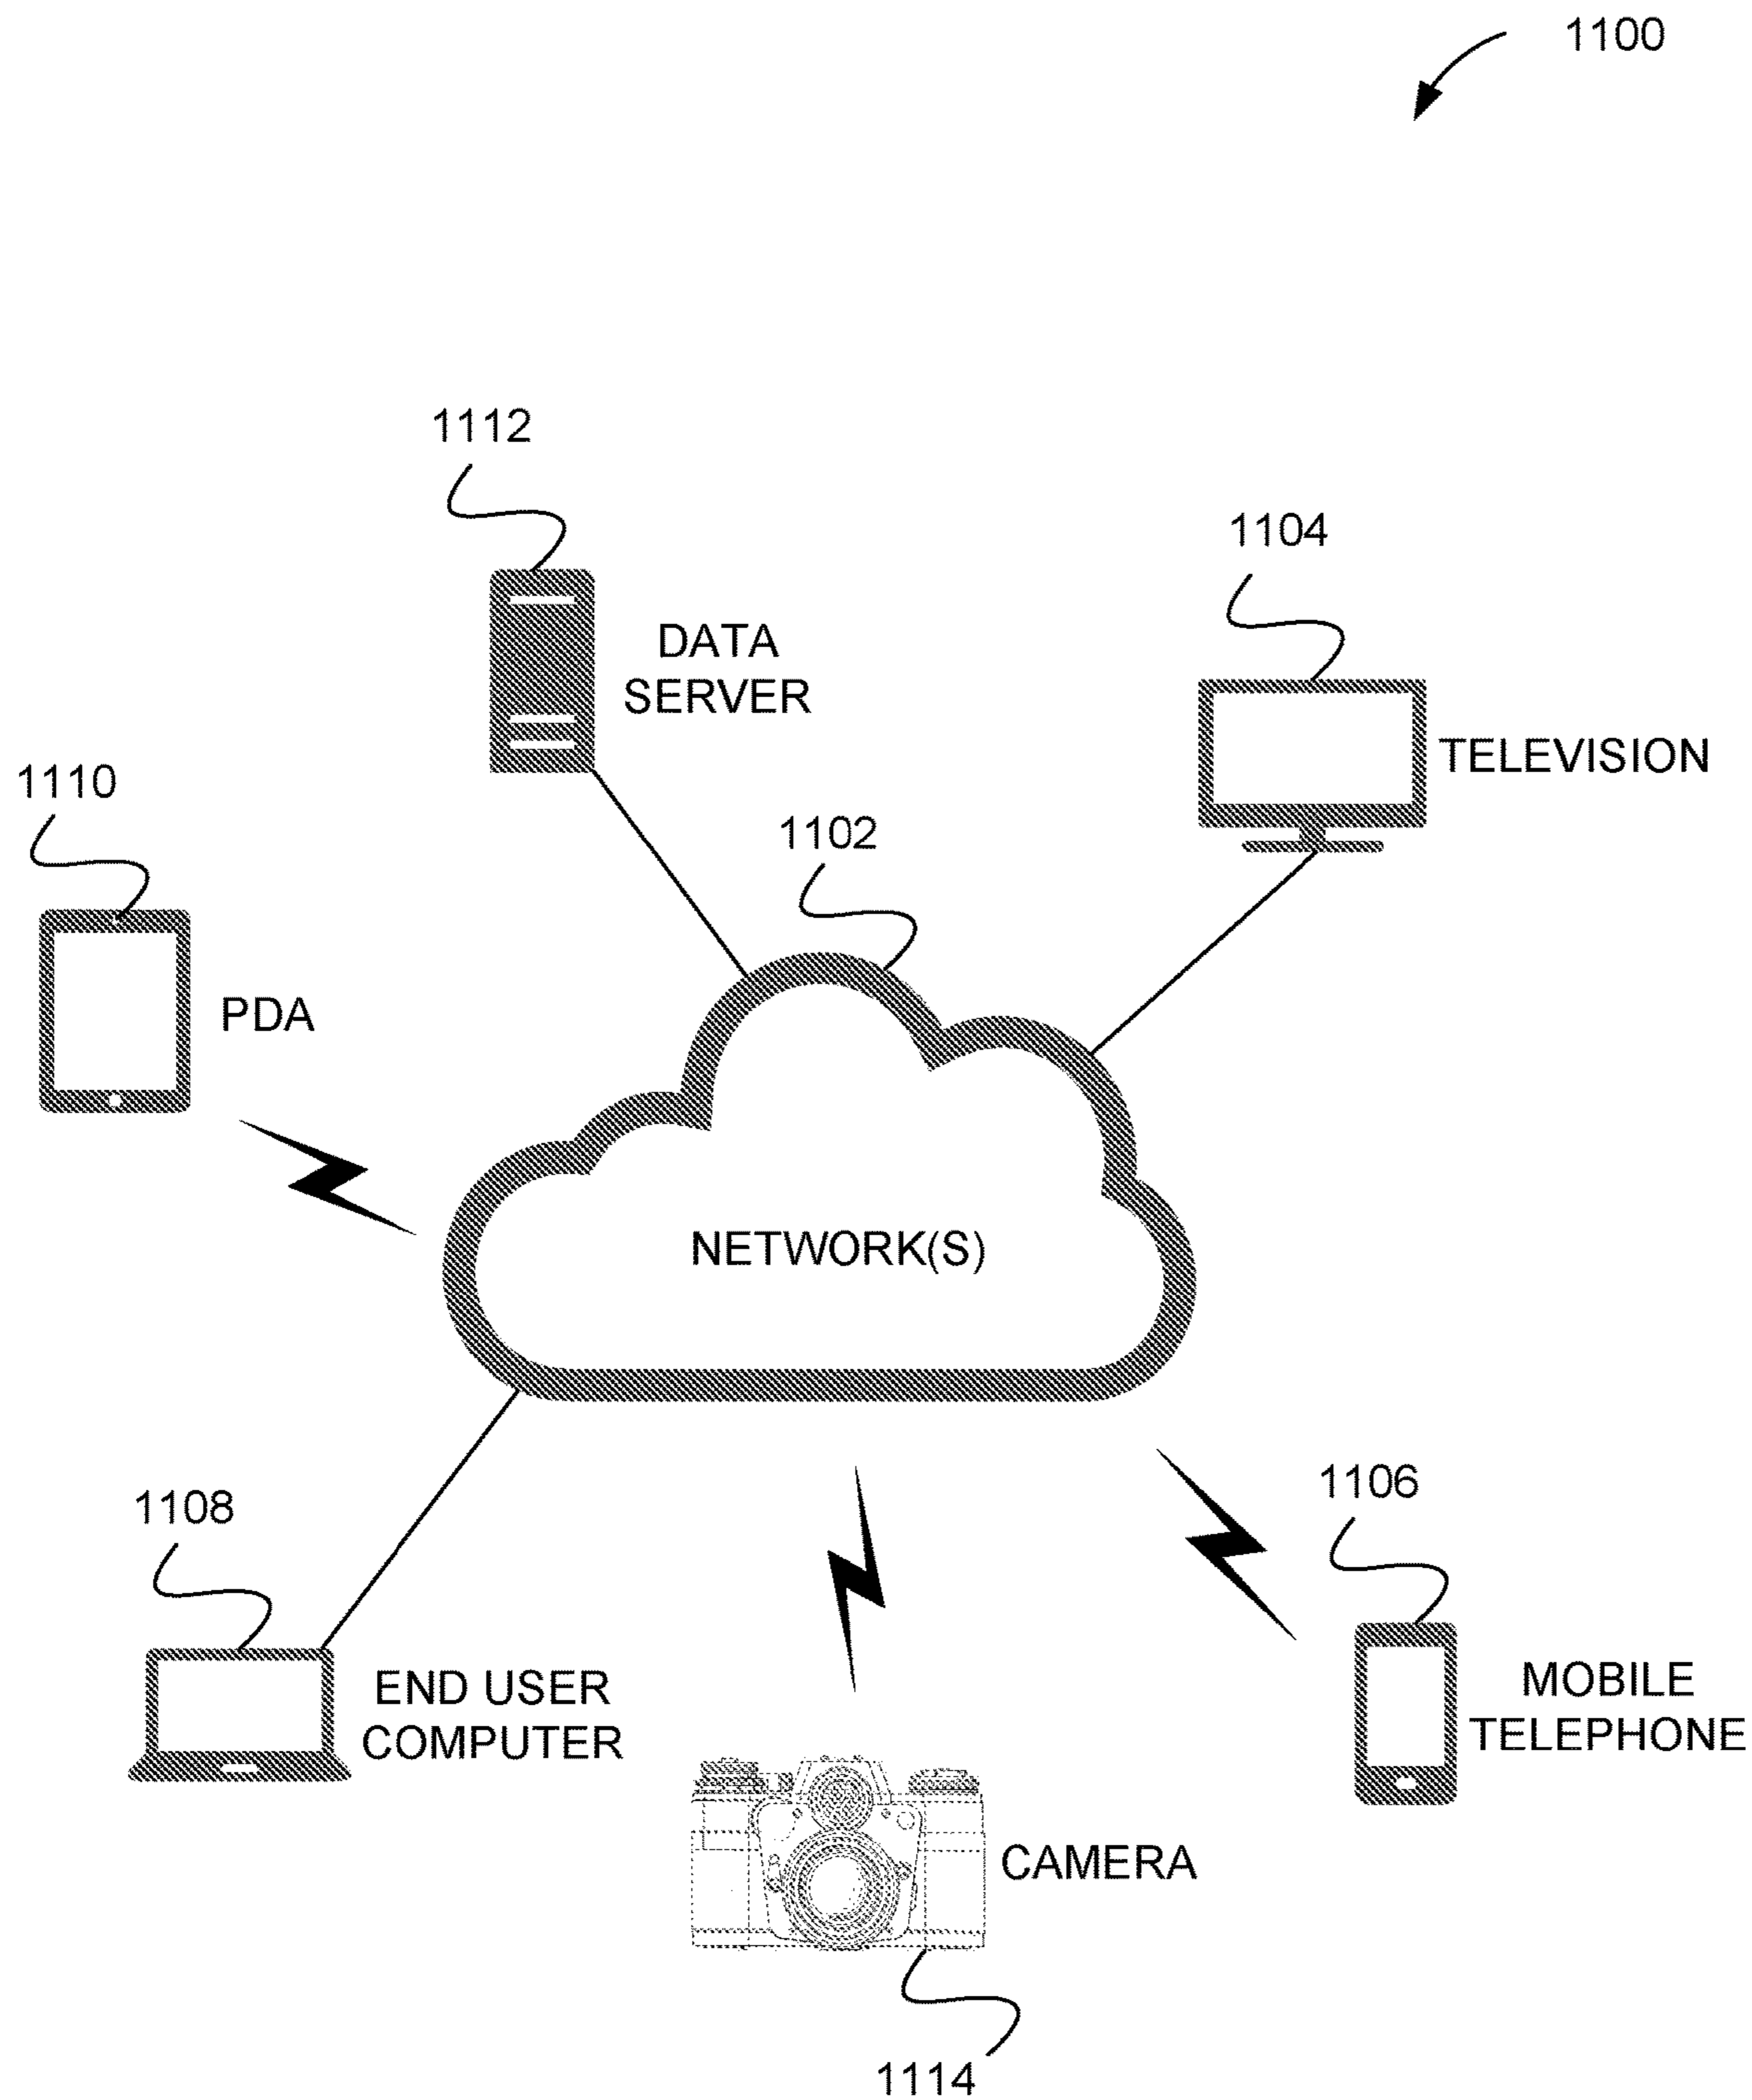 1100
1112
1104
DATA
SERVER
TELEVISION
1110
1102
PDA
NETWORK(S)
1108
1106
END USER
COMPUTER
MOBILE
TELEPHONE
CAMERA
1114